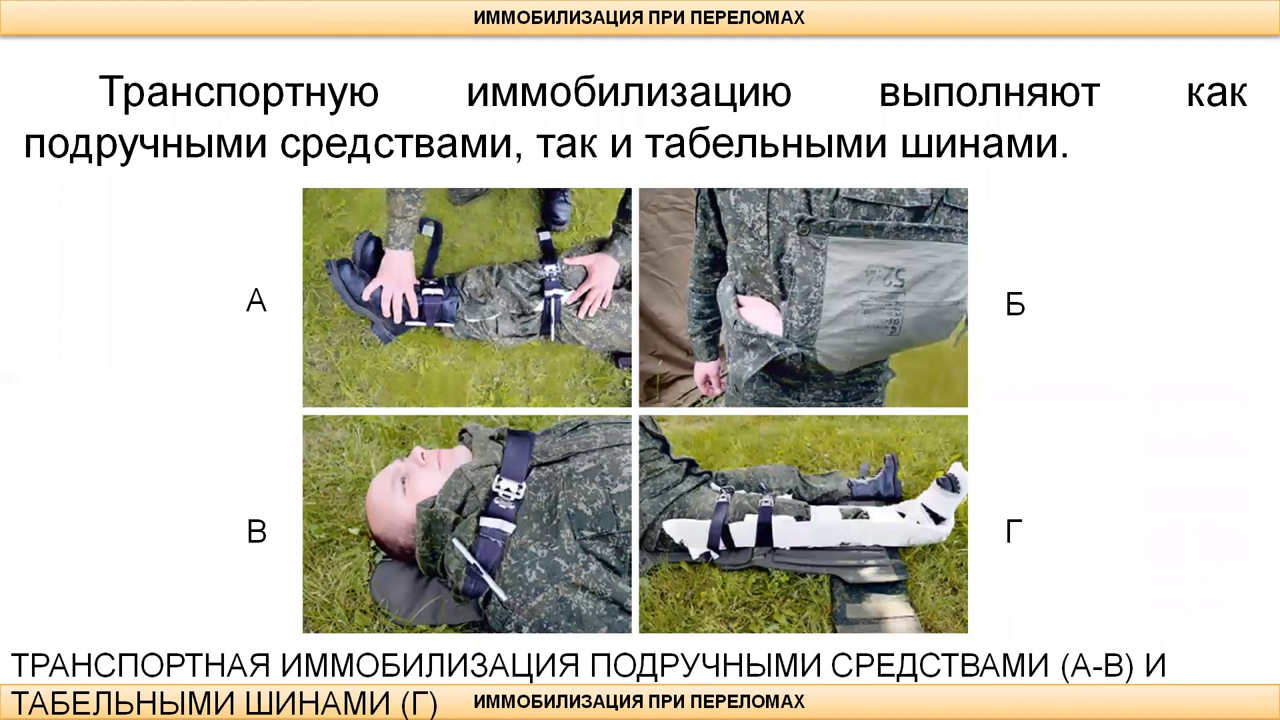 ИММОБИЛИЗАЦИЯ ПРИ ПЕРЕЛОМАХ
Транспортную иммобилизацию выполняют как
подручными средствами, так и табельными шинами.
А
Б
В
Г
ТРАНСПОРТНАЯ ИММОБИЛИЗАЦИЯ ПОДРУЧНЫМИ СРЕДСТВАМИ (А-В) И
ТАБЕЛЬНЫМИ ШИНАМИ (Г)
ИММОБИЛИЗАЦИЯ ПРИ ПЕРЕЛОМАХ